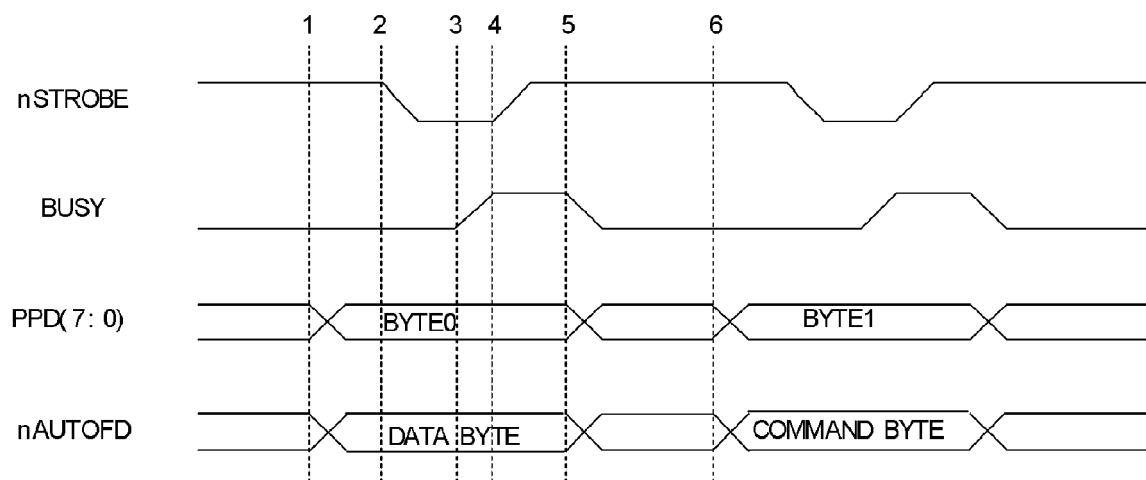 1 2 3 4 5 6
nSTROBE
BUSY
PPD(7:0) BYTE0 BYTE1
nAUTOFD DATA BYTE COMMAND BYTE